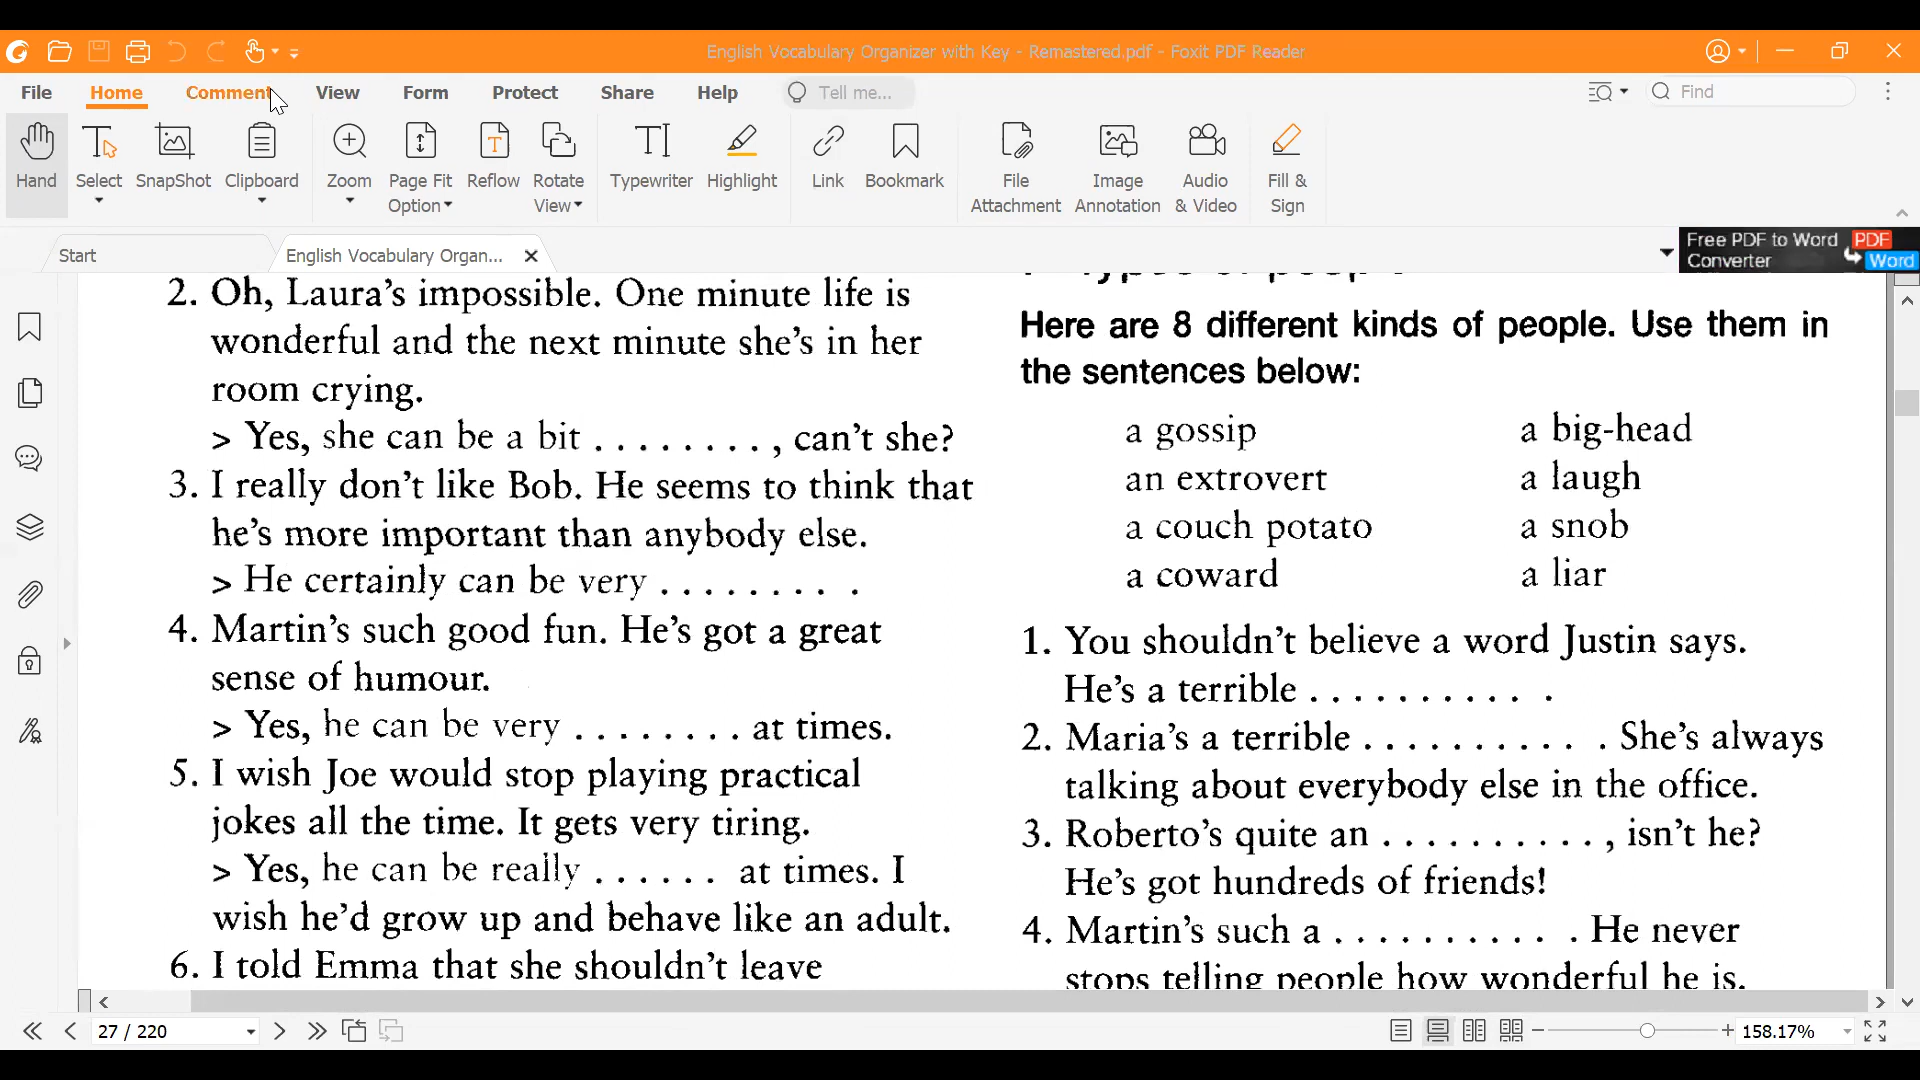 English Vocabulary Organizer with Key - Remastered.pdf - Foxit PDF Reader
File Home Comment View Form Protect Share Help Tell me... Find
Hand Select SnapShot Clipboard Zoom Page Fit Option Reflow Rotate View Typewriter Highlight Link Bookmark File Attachment Image Annotation Audio & Video Fill & Sign
Start English Vocabulary Organ... Free PDF to Word Converter PDF Word
2. Oh, Laura's impossible. One minute life is
wonderful and the next minute she's in her
room crying.
> Yes, she can be a bit . . . . . . . . . , can't she?
3. I really don't like Bob. He seems to think that
he's more important than anybody else.
> He certainly can be very . . . . . . . . .
4. Martin's such good fun. He's got a great
sense of humour.
> Yes, he can be very . . . . . . . . at times.
5. I wish Joe would stop playing practical
jokes all the time. It gets very tiring.
> Yes, he can be really . . . . . . at times. I
wish he'd grow up and behave like an adult.
6. I told Emma that she shouldn't leave
Here are 8 different kinds of people. Use them in
the sentences below:
a gossip a big-head
an extrovert a laugh
a couch potato a snob
a coward a liar
1. You shouldn't believe a word Justin says.
He's a terrible . . . . . . . . . . .
2. Maria's a terrible . . . . . . . . . . . She's always
talking about everybody else in the office.
3. Roberto's quite an . . . . . . . . . . , isn't he?
He's got hundreds of friends!
4. Martin's such a . . . . . . . . . . . He never
stops telling people how wonderful he is.
27 / 220 158.17%